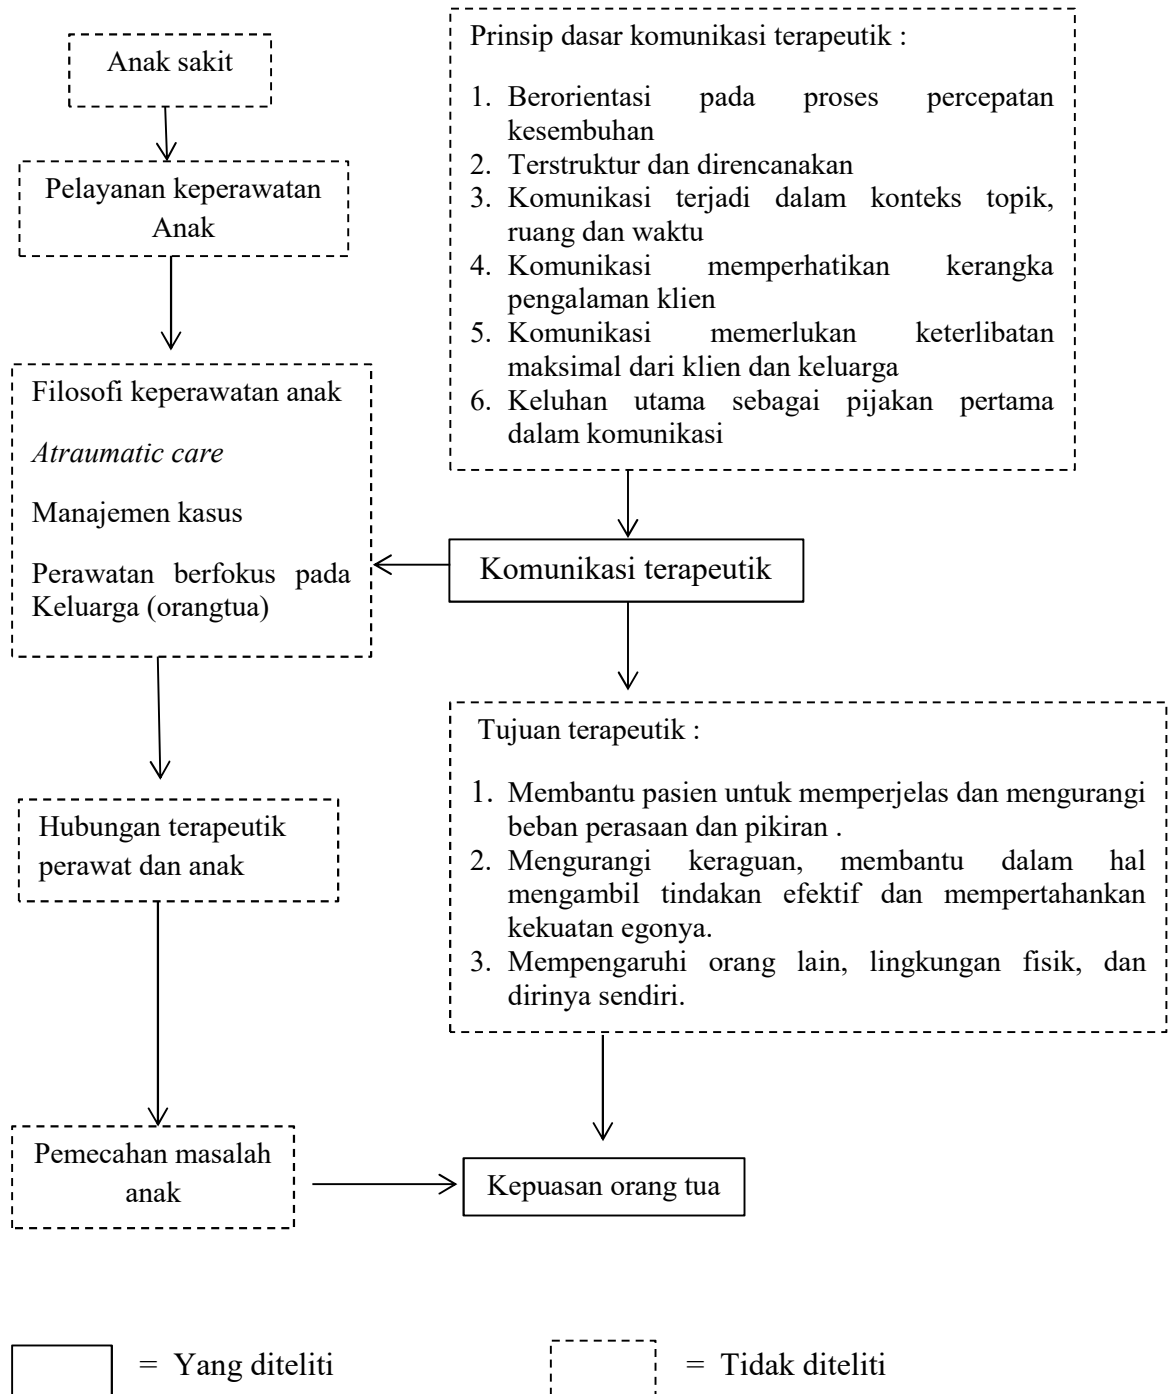 Anak sakit
Pelayanan keperawatan
Anak
Filosofi keperawatan anak
Atraumatic care
Manajemen kasus
Perawatan berfokus pada
Keluarga (orangtua)
Hubungan terapeutik
perawat dan anak
Pemecahan masalah
anak
Prinsip dasar komunikasi terapeutik :
1. Berorientasi pada proses percepatan
kesembuhan
2. Terstruktur dan direncanakan
3. Komunikasi terjadi dalam konteks topik,
ruang dan waktu
4. Komunikasi memperhatikan kerangka
pengalaman klien
5. Komunikasi memerlukan keterlibatan
maksimal dari klien dan keluarga
6. Keluhan utama sebagai pijakan pertama
dalam komunikasi
Komunikasi terapeutik
Tujuan terapeutik :
1. Membantu pasien untuk memperjelas dan mengurangi
beban perasaan dan pikiran .
2. Mengurangi keraguan, membantu dalam hal
mengambil tindakan efektif dan mempertahankan
kekuatan egonya.
3. Mempengaruhi orang lain, lingkungan fisik, dan
dirinya sendiri.
Kepuasan orang tua
= Yang diteliti
= Tidak diteliti